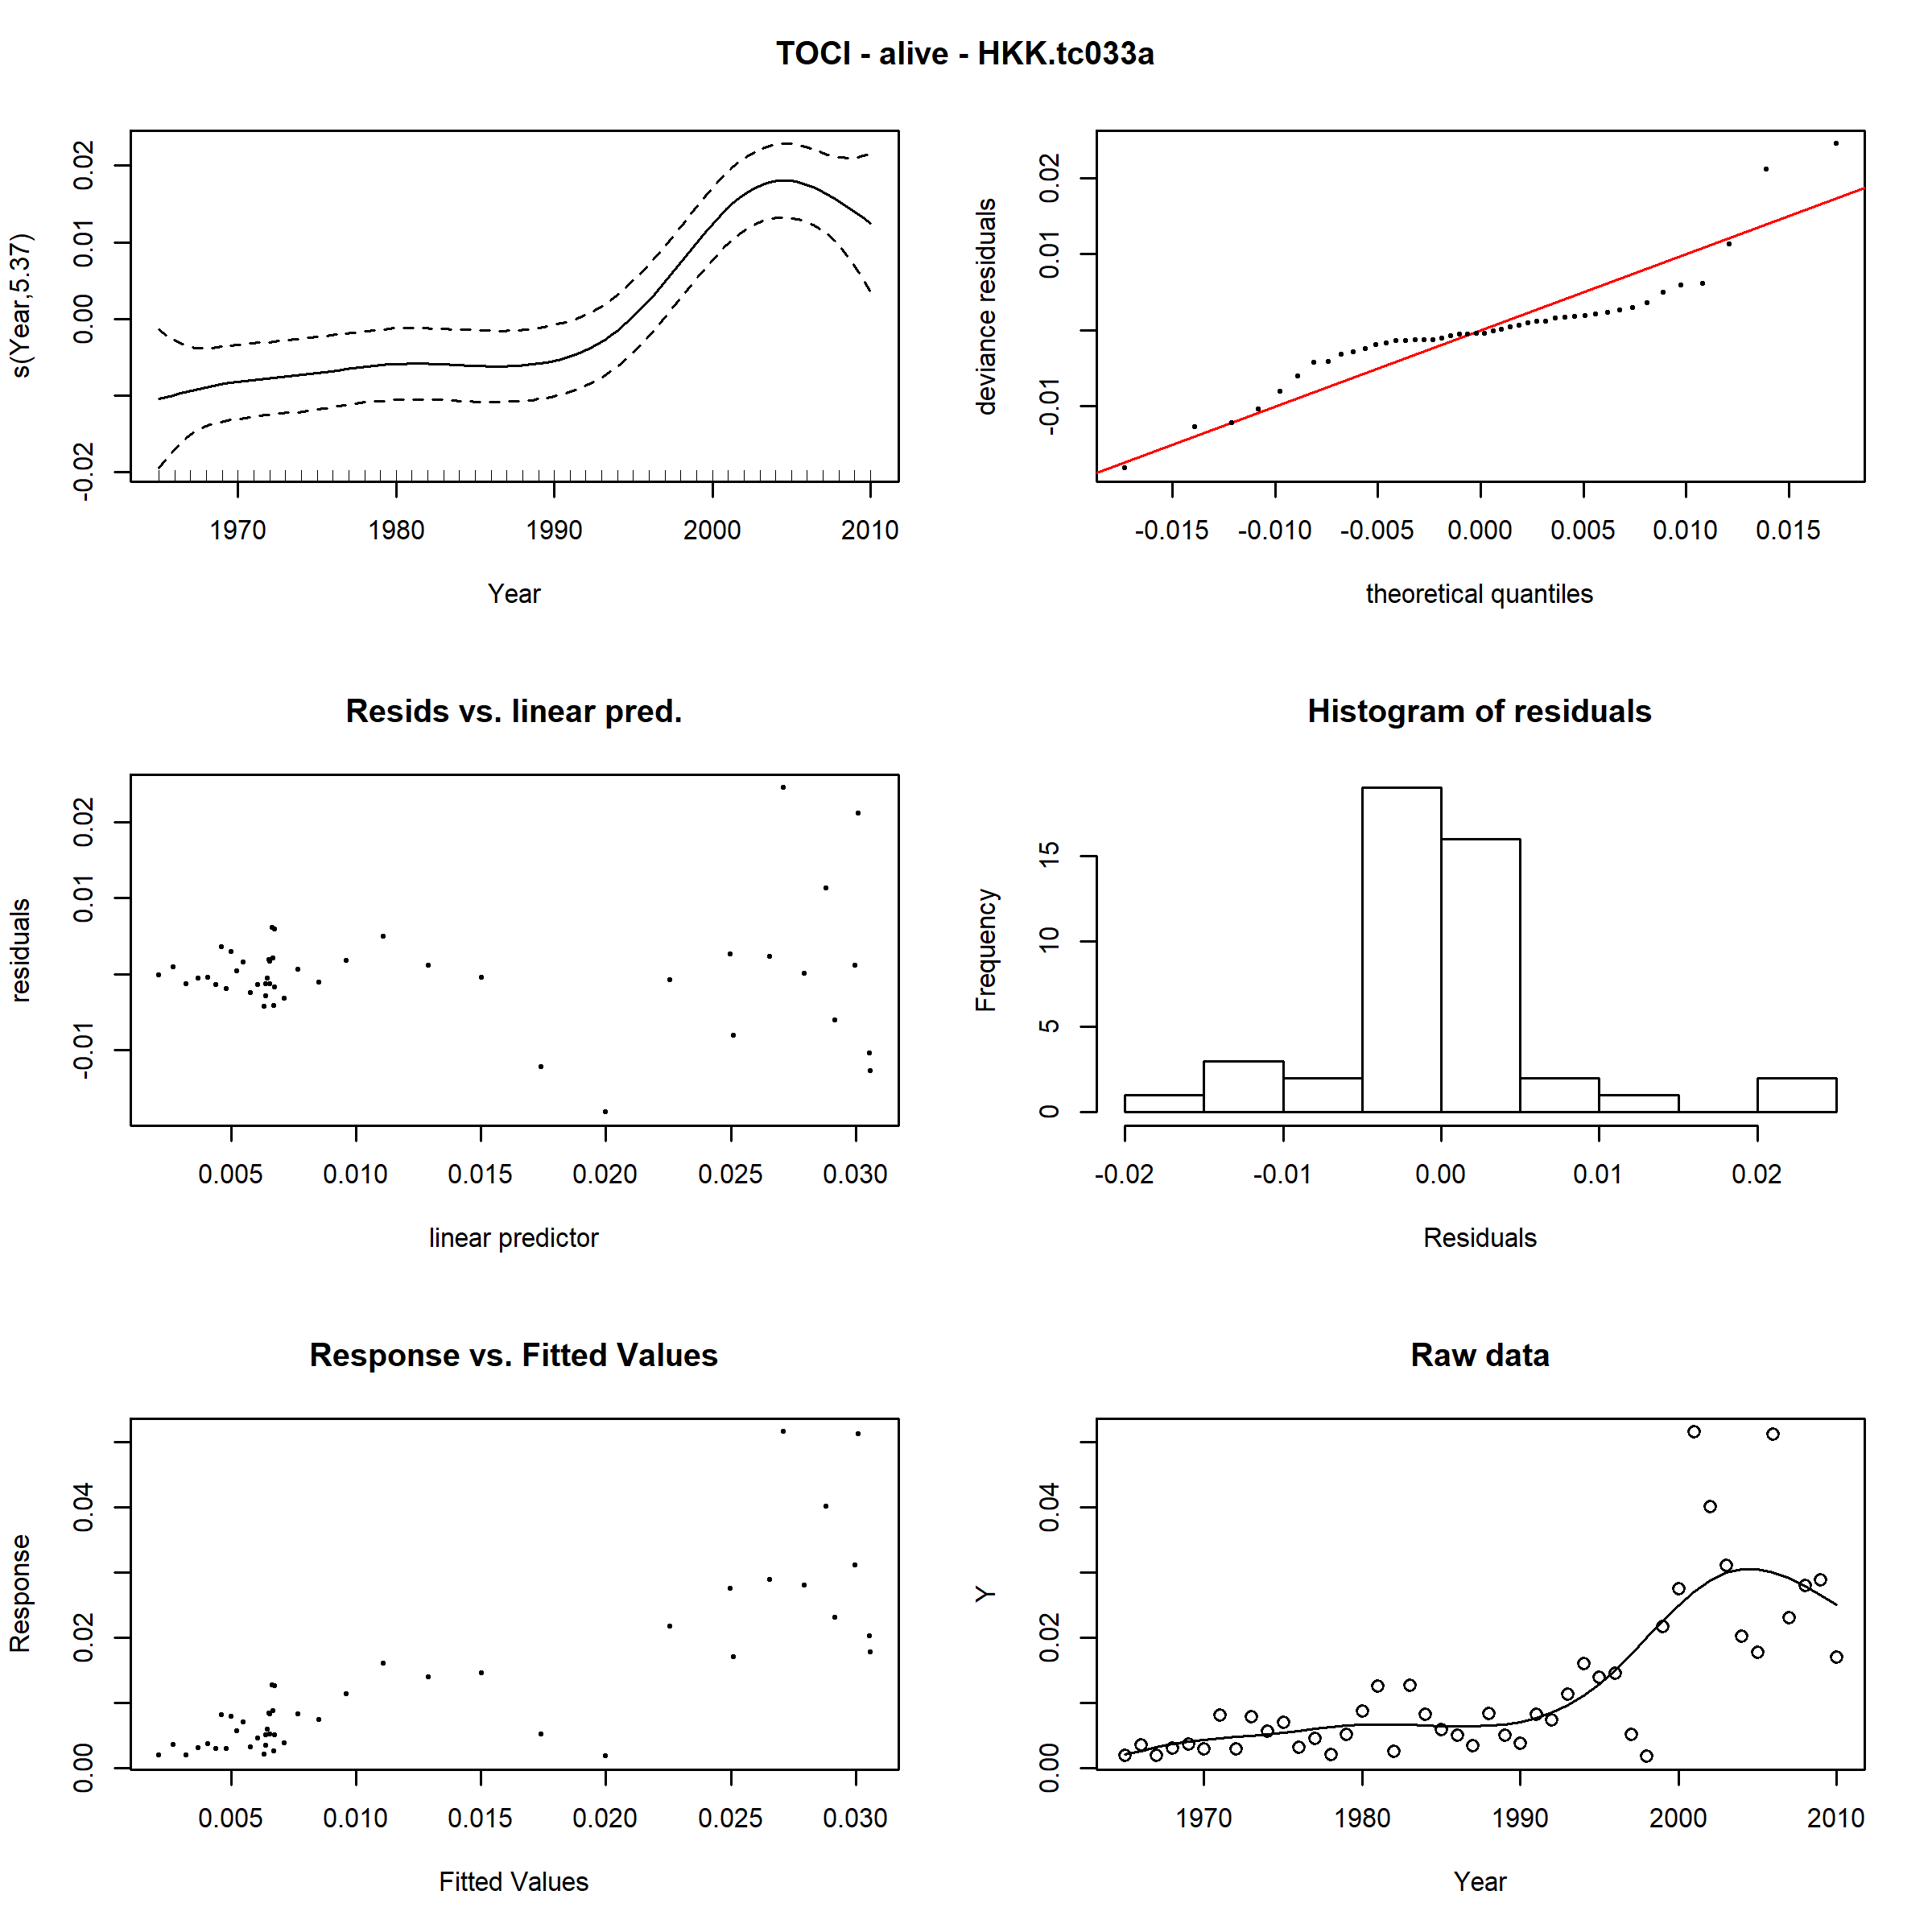 TOCI - alive - HKK.tc033a
s(Year,5.37)
-0.02 0.00 0.01 0.02
1970 1980 1990 2000 2010
Year
deviance residuals
-0.01 0.01 0.02
-0.015 -0.010 -0.005 0.000 0.005 0.010 0.015
theoretical quantiles
Resids vs. linear pred.
residuals
-0.01 0.01 0.02
0.005 0.010 0.015 0.020 0.025 0.030
linear predictor
Histogram of residuals
Frequency
0 5 10 15
-0.02 -0.01 0.00 0.01 0.02
Residuals
Response vs. Fitted Values
Response
0.00 0.02 0.04
0.005 0.010 0.015 0.020 0.025 0.030
Fitted Values
Raw data
Y
0.00 0.02 0.04
1970 1980 1990 2000 2010
Year